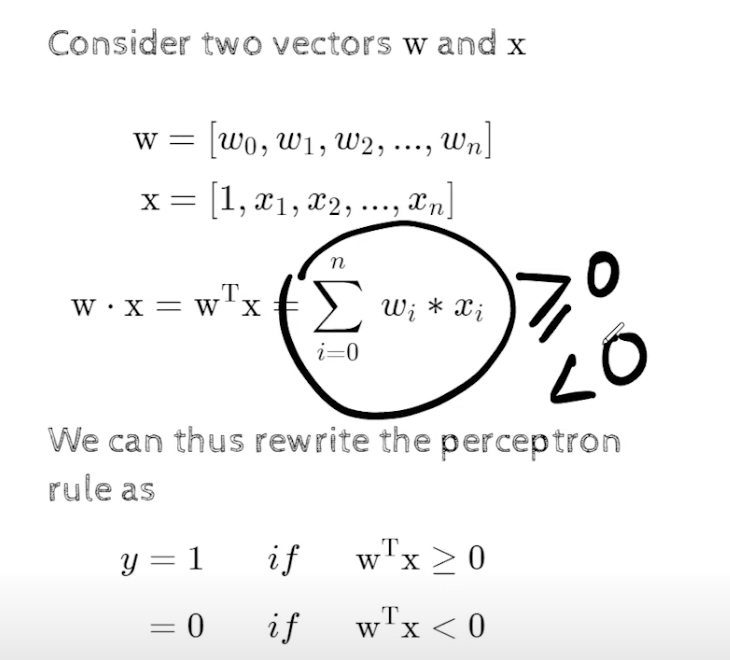 Consider two vectors w and x
w = [w₀, w₁, w₂, ..., wₙ]
x = [1, x₁, x₂, ..., xₙ]
w · x = wᵀx = ∑ⁿᵢ₌₀ wᵢ * xᵢ ≥ 0
< 0
We can thus rewrite the perceptron
rule as
y = 1 if wᵀx ≥ 0
= 0 if wᵀx < 0